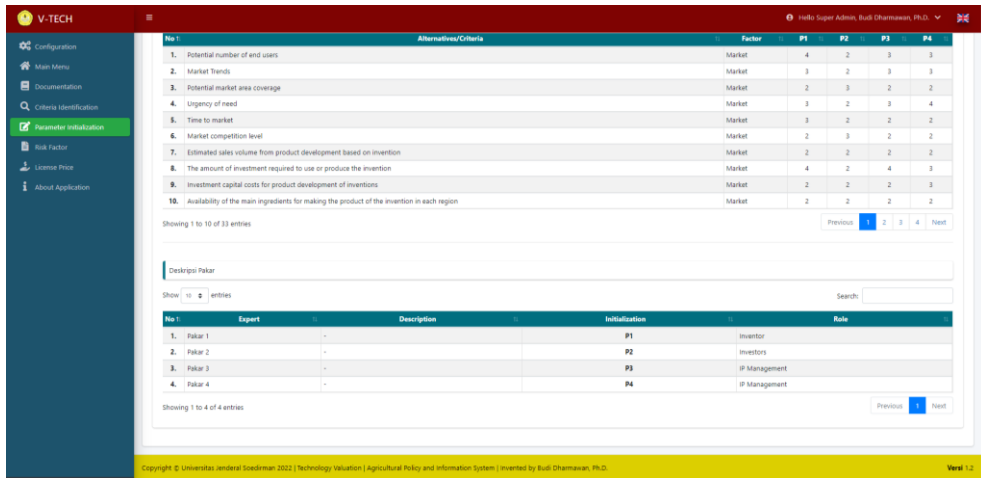 V-TECH
Hello Super Admin, Budi Dharmawan, Ph.D.
Configuration
Main Menu
Documentation
Criteria Identification
Parameter Initialization
Risk Factor
License Price
About Application
No Alternatives/Criteria Factor P1 P2 P3 P4
1. Potential number of end users Market 4 2 3 3
2. Market Trends Market 3 2 3 3
3. Potential market area coverage Market 2 3 2 2
4. Urgency of need Market 3 2 3 4
5. Time to market Market 3 2 2 2
6. Market competition level Market 2 3 2 2
7. Estimated sales volume from product development based on invention Market 2 2 2 2
8. The amount of investment required to use or produce the invention Market 4 2 4 3
9. Investment capital costs for product development of inventions Market 2 2 2 3
10. Availability of the main ingredients for making the product of the invention in each region Market 2 2 2 2
Showing 1 to 10 of 33 entries
Previous 1 2 3 4 Next
Deskripsi Pakar
Show 10 entries
Search:
No Expert Description Initialization Role
1. Pakar 1 - P1 Inventor
2. Pakar 2 - P2 Investors
3. Pakar 3 - P3 IP Management
4. Pakar 4 - P4 IP Management
Showing 1 to 4 of 4 entries
Previous 1 Next
Copyright © Universitas Jenderal Soedirman 2022 | Technology Valuation | Agricultural Policy and Information System | Invented by Budi Dharmawan, Ph.D.
Versi 1.2